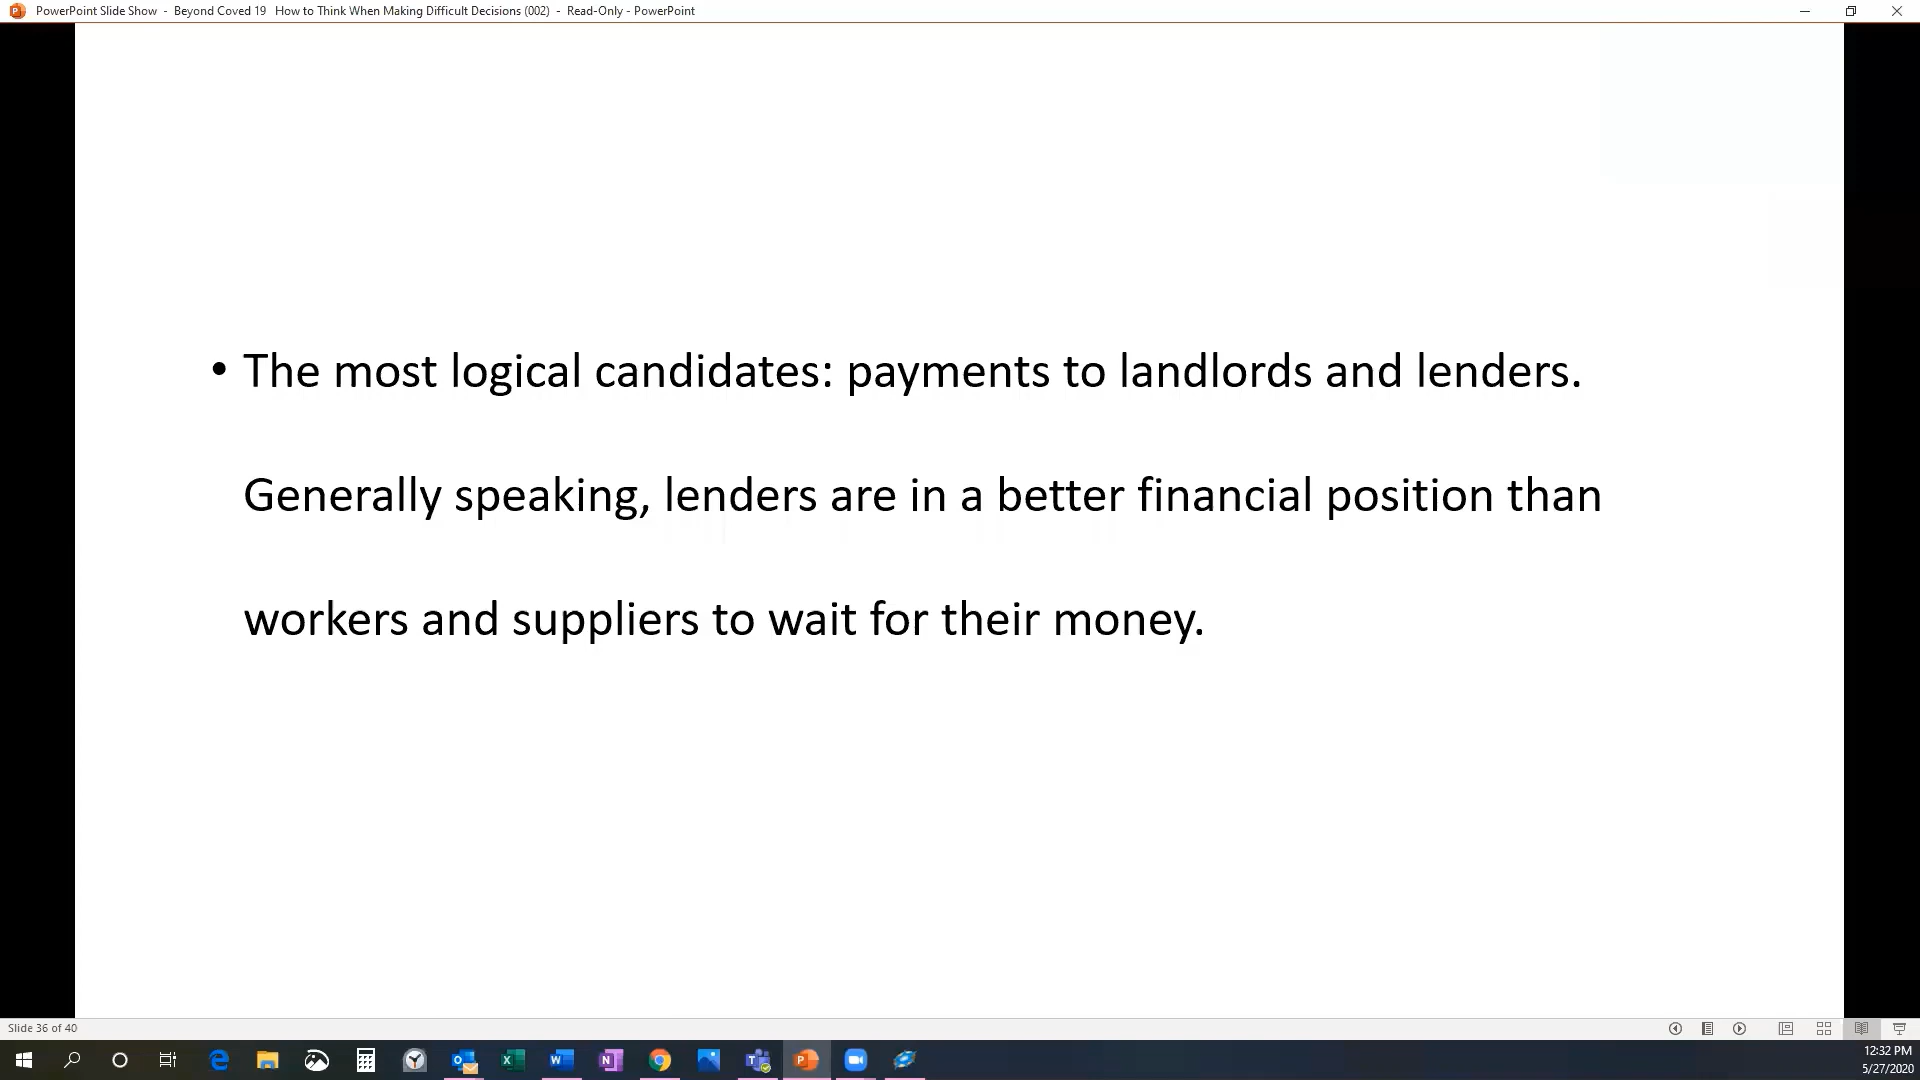 PowerPoint Slide Show - Beyond Coved 19 How to Think When Making Difficult Decisions (002) - Read-Only - PowerPoint
• The most logical candidates: payments to landlords and lenders.
Generally speaking, lenders are in a better financial position than
workers and suppliers to wait for their money.
Slide 36 of 40
12:32 PM
5/27/2020